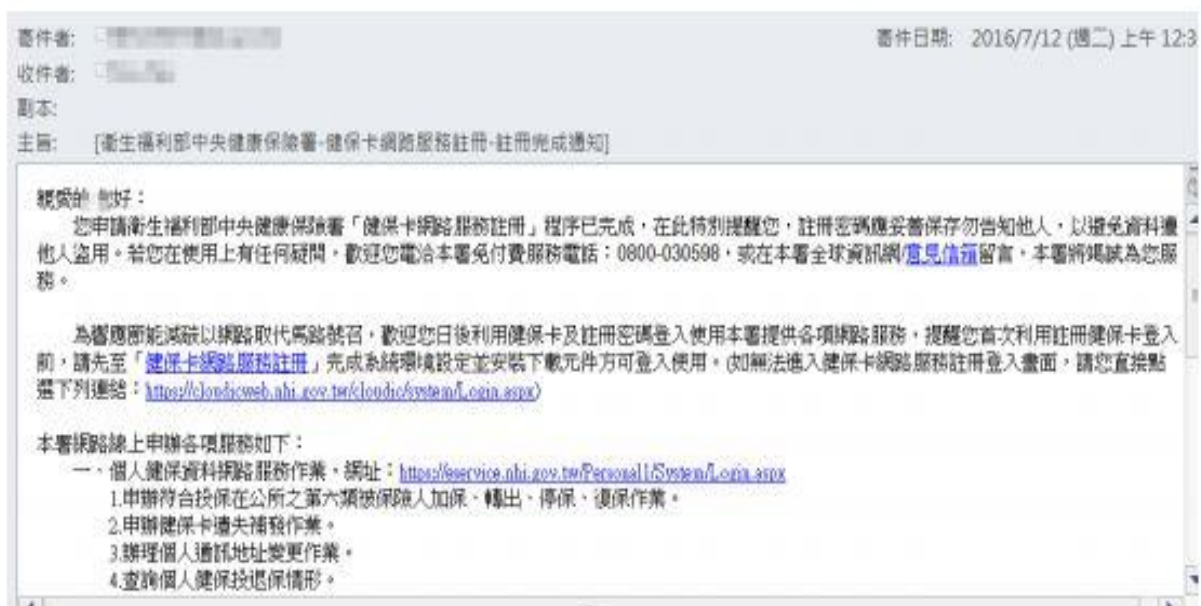 寄件者:
寄件日期: 2016/7/12 (週二) 上午 12:3
收件者:
副本:
主旨: [衛生福利部中央健康保險署-健保卡網路服務註冊-註冊完成通知]
親愛的 您好：
您申請衛生福利部中央健康保險署「健保卡網路服務註冊」程序已完成，在此特別提醒您，註冊密碼應妥善保存勿告知他人，以避免資料遭
他人盜用。若您在使用上有任何疑問，歡迎您電洽本署免付費服務電話：0800-030598，或在本署全球資訊網/意見信箱留言，本署將竭誠為您服
務。
為響應節能減碳以網路取代馬路號召，歡迎您日後利用健保卡及註冊密碼登入使用本署提供各項網路服務，提醒您首次利用註冊健保卡登入
前，請先至「健保卡網路服務註冊」完成系統環境設定並安裝下載元件方可登入使用。(如無法進入健保卡網路服務註冊登入畫面，請您直接點
選下列連結：https://cloudicweb.nhi.gov.tw/cloudic/system/Login.aspx)
本署網路線上申辦各項服務如下：
一、個人健保資料網路服務作業，網址：https://eservice.nhi.gov.tw/Personal1/System/Login.aspx
1.申辦符合投保在公所之第六類被保險人加保、轉出、停保、復保作業。
2.申辦健保卡遺失補發作業。
3.辦理個人通訊地址變更作業。
4.查詢個人健保投退保情形。